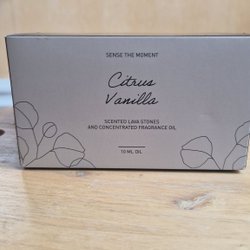 SENSE THE MOMENT
Citrus
Vanilla
SCENTED LAVA STONES
AND CONCENTRATED FRAGRANCE OIL
10 ML OIL